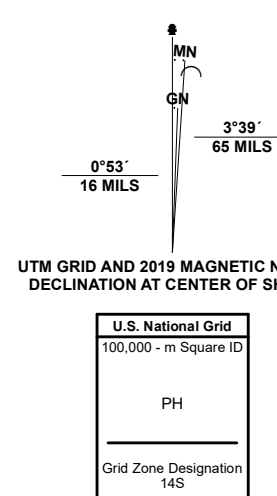 MN
GN
3°39´
65 MILS
0°53´
16 MILS
UTM GRID AND 2019 MAGNETIC
DECLINATION AT CENTER OF
U.S. National Grid
100,000 - m Square ID
PH
Grid Zone Designation
14S